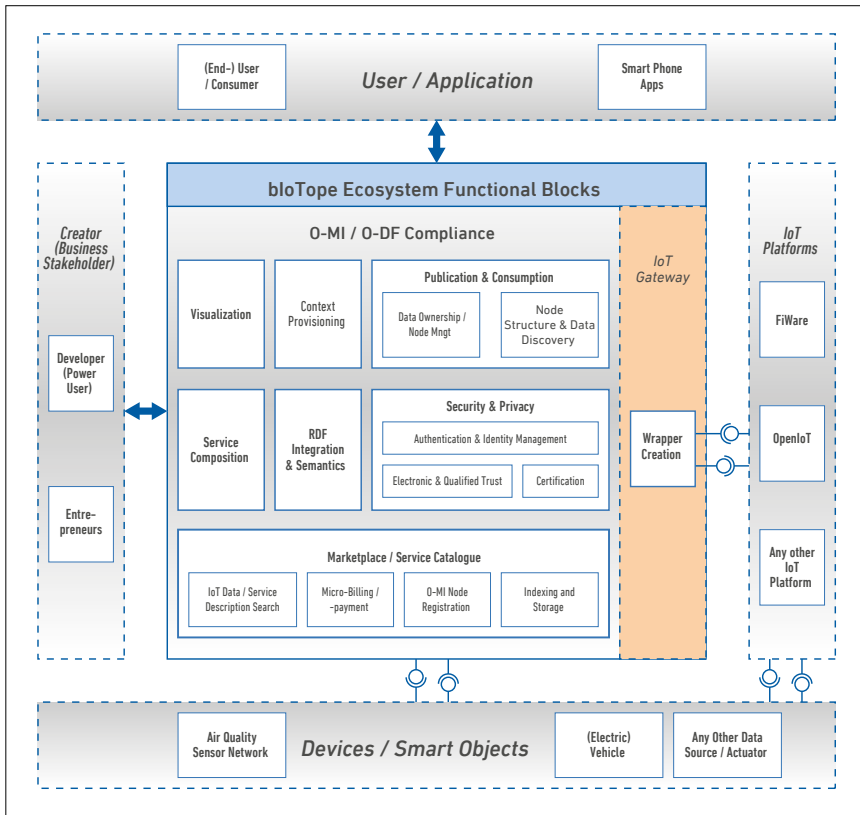 (End-) User
/ Consumer
User / Application
Smart Phone
Apps
bIoTope Ecosystem Functional Blocks
Creator
(Business
Stakeholder)
Developer
(Power
User)
Entre-
preneurs
O-MI / O-DF Compliance
Visualization
Context
Provisioning
Publication & Consumption
Data Ownership /
Node Mngt
Node
Structure & Data
Discovery
Service
Composition
RDF
Integration
& Semantics
Security & Privacy
Authentication & Identity Management
Electronic & Qualified Trust
Certification
Marketplace / Service Catalogue
IoT Data / Service
Description Search
Micro-Billing /
-payment
O-MI Node
Registration
Indexing and
Storage
IoT
Gateway
Wrapper
Creation
IoT
Platforms
FiWare
OpenIoT
Any other
IoT
Platform
Air Quality
Sensor Network
Devices / Smart Objects
(Electric)
Vehicle
Any Other Data
Source / Actuator